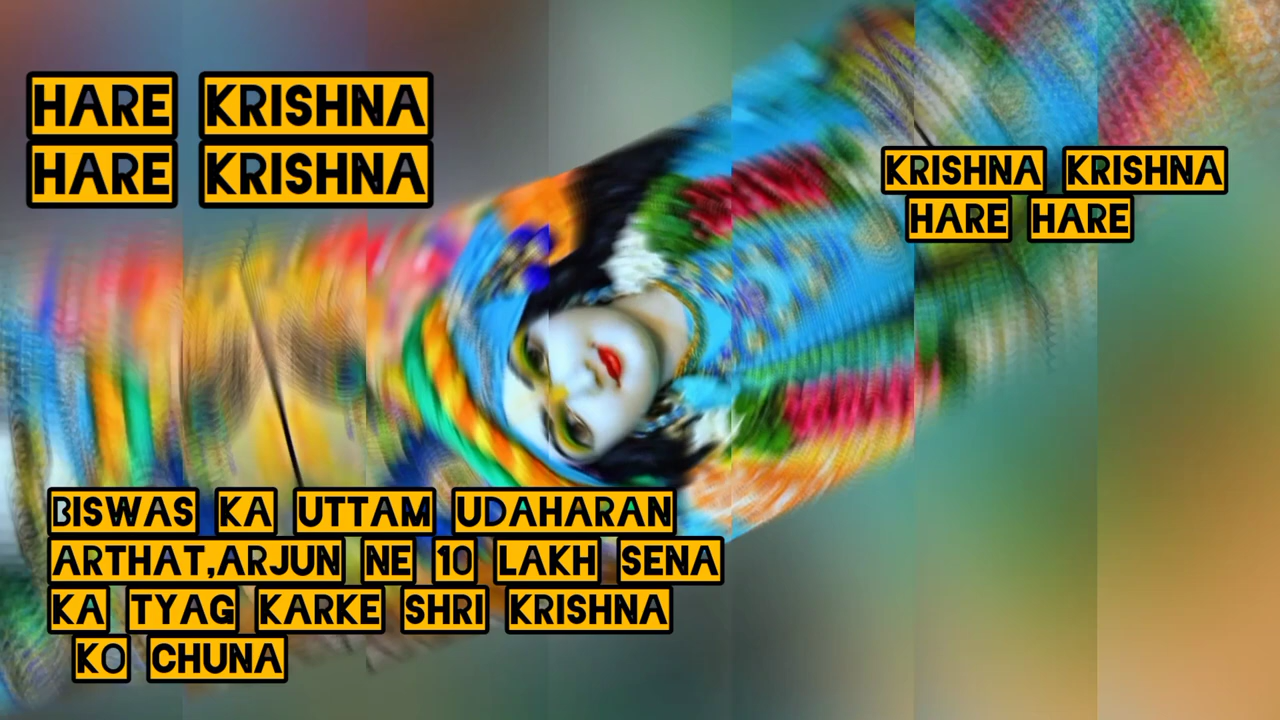 HARE KRISHNA
HARE KRISHNA
KRISHNA KRISHNA
HARE HARE
BISWAS KA UTTAM UDAHARAN
ARTHAT,ARJUN NE 10 LAKH SENA
KA TYAG KARKE SHRI KRISHNA
KO CHUNA